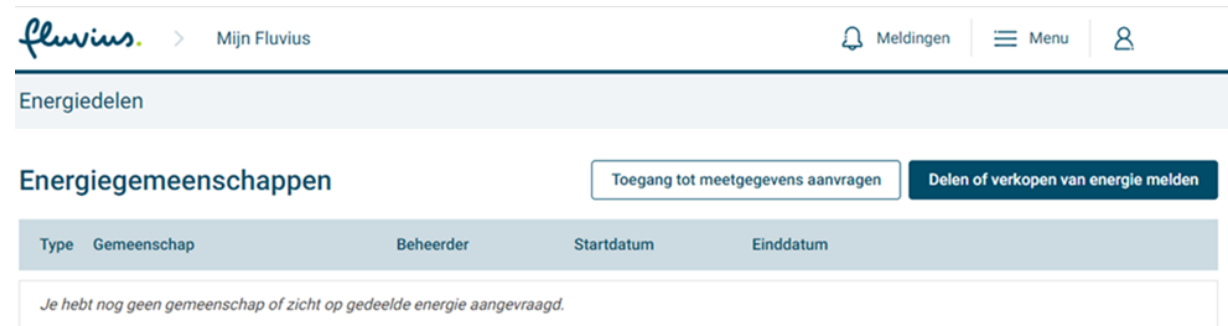 fluvius. > Mijn Fluvius Meldingen Menu
Energiedelen
Energiegemeenschappen Toegang tot meetgegevens aanvragen Delen of verkopen van energie melden
Type Gemeenschap Beheerder Startdatum Einddatum
Je hebt nog geen gemeenschap of zicht op gedeelde energie aangevraagd.